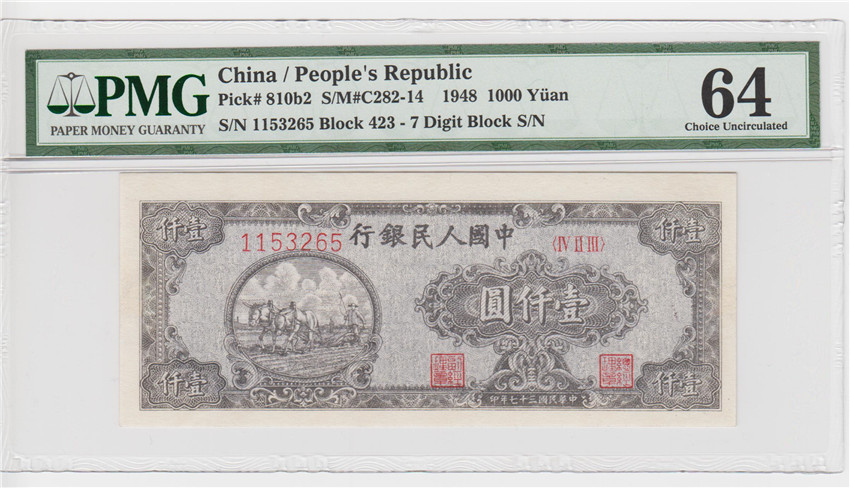 PMG
PAPER MONEY GUARANTY
China / People's Republic
Pick# 810b2 S/M#C282-14 1948 1000 Yüan
S/N 1153265 Block 423 - 7 Digit Block S/N
64
Choice Uncirculated
壹仟
壹仟
中國人民銀行
〈IV II III〉
1153265
壹仟圓
壹仟
壹仟
中華民國三十七年印